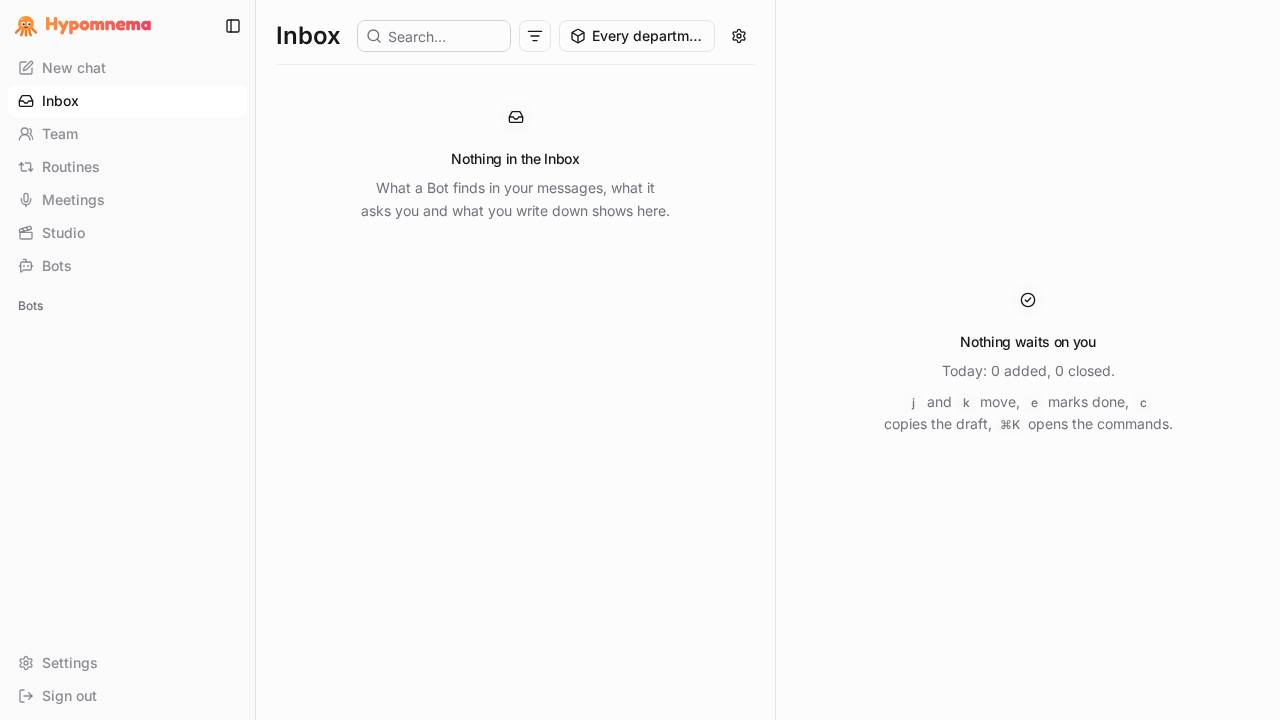 Hypomnema
New chat
Inbox
Team
Routines
Meetings
Studio
Bots
Bots
Settings
Sign out
Inbox
Search...
Every departm...
Nothing in the Inbox
What a Bot finds in your messages, what it
asks you and what you write down shows here.
Nothing waits on you
Today: 0 added, 0 closed.
j and k move, e marks done, c
copies the draft, ⌘K opens the commands.